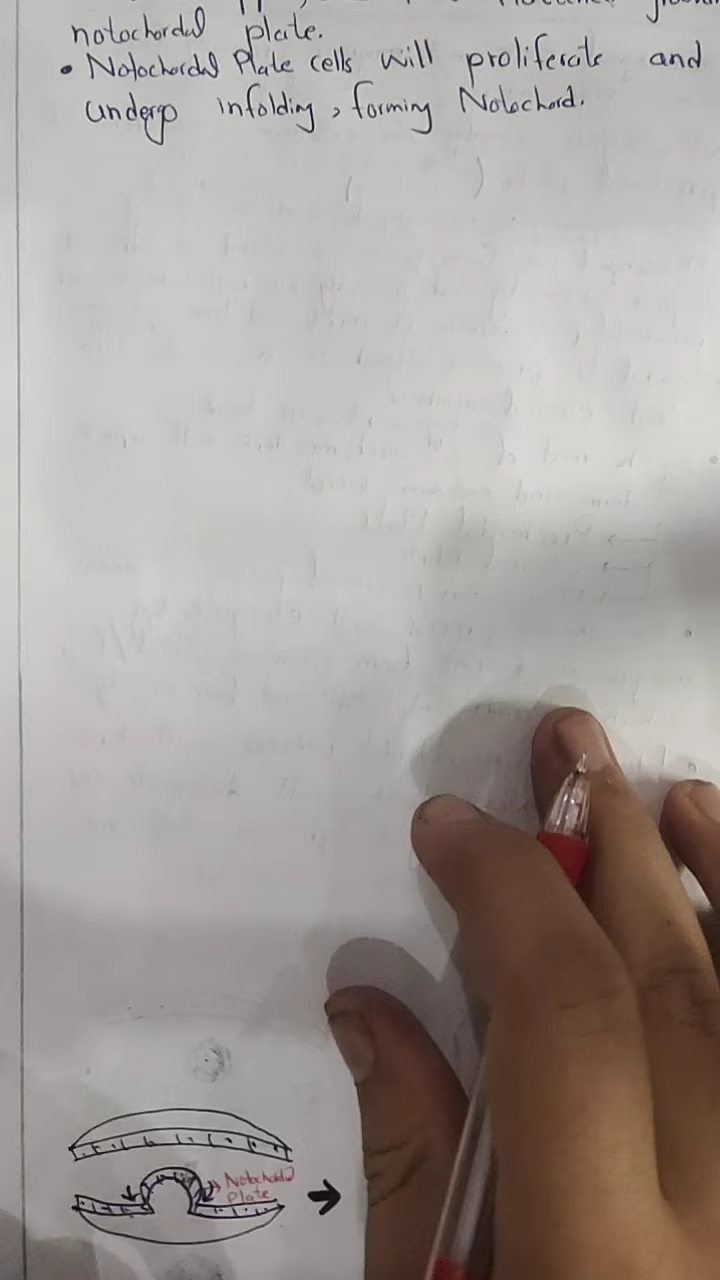 notochordal plate.
• Notochordal Plate cells will proliferate and
undergo infolding, forming Notochord.
Notochordal
Plate